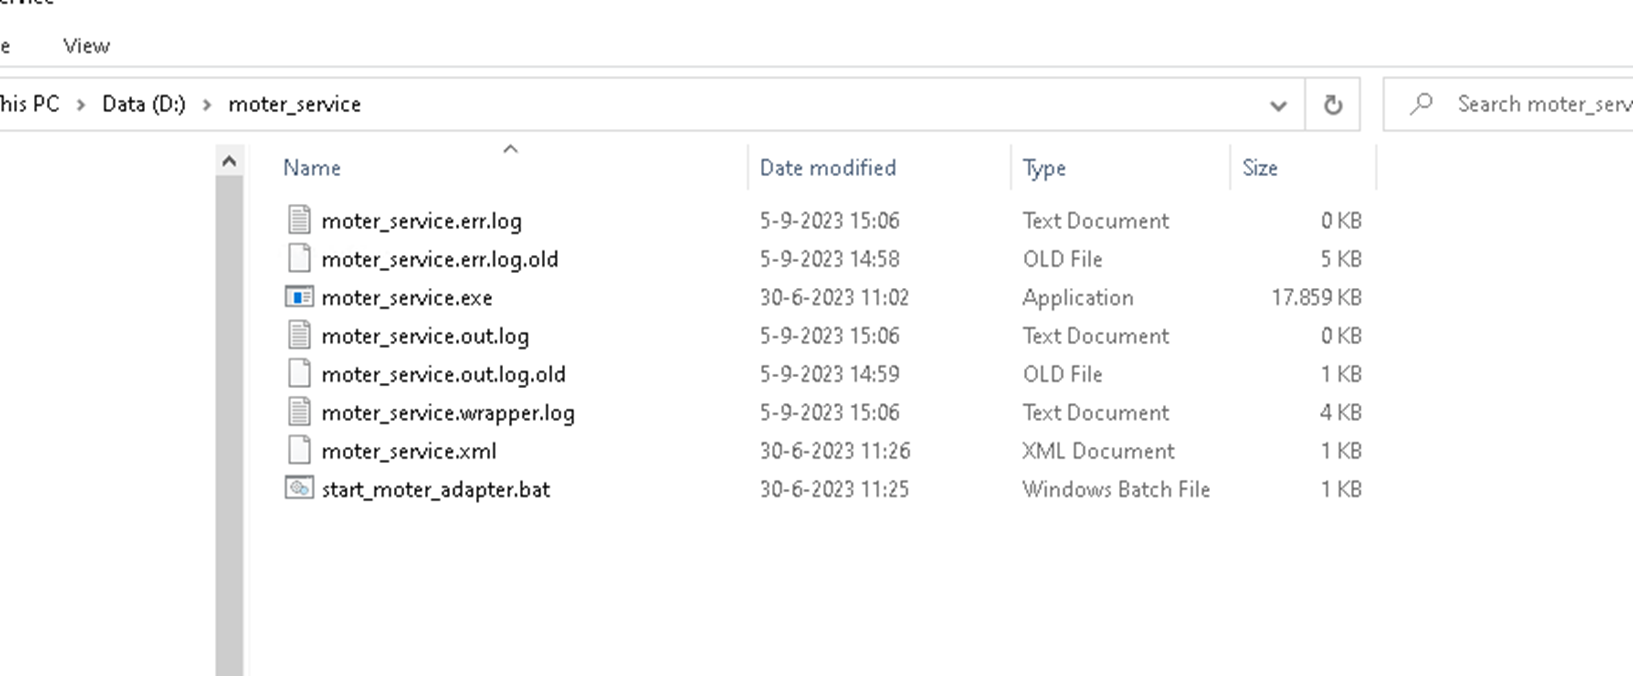 View
This PC > Data (D:) > moter_service
Search moter_serv
Name Date modified Type Size
moter_service.err.log 5-9-2023 15:06 Text Document 0 KB
moter_service.err.log.old 5-9-2023 14:58 OLD File 5 KB
moter_service.exe 30-6-2023 11:02 Application 17.859 KB
moter_service.out.log 5-9-2023 15:06 Text Document 0 KB
moter_service.out.log.old 5-9-2023 14:59 OLD File 1 KB
moter_service.wrapper.log 5-9-2023 15:06 Text Document 4 KB
moter_service.xml 30-6-2023 11:26 XML Document 1 KB
start_moter_adapter.bat 30-6-2023 11:25 Windows Batch File 1 KB